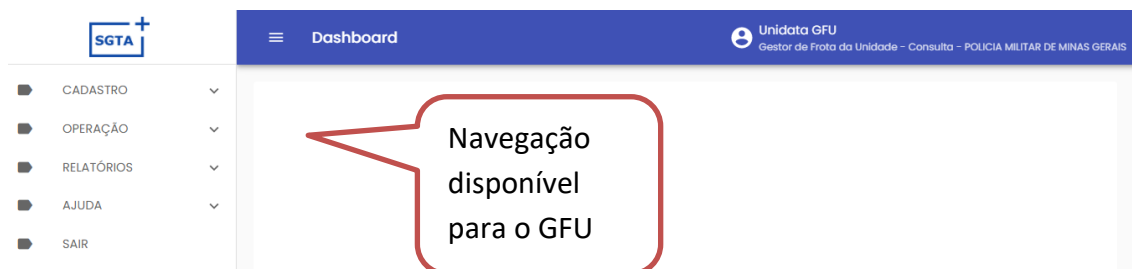 SGTA
Dashboard
Unidata GFU
Gestor de Frota da Unidade - Consulta - POLICIA MILITAR DE MINAS GERAIS
CADASTRO
OPERAÇÃO
RELATÓRIOS
AJUDA
SAIR
Navegação
disponível
para o GFU